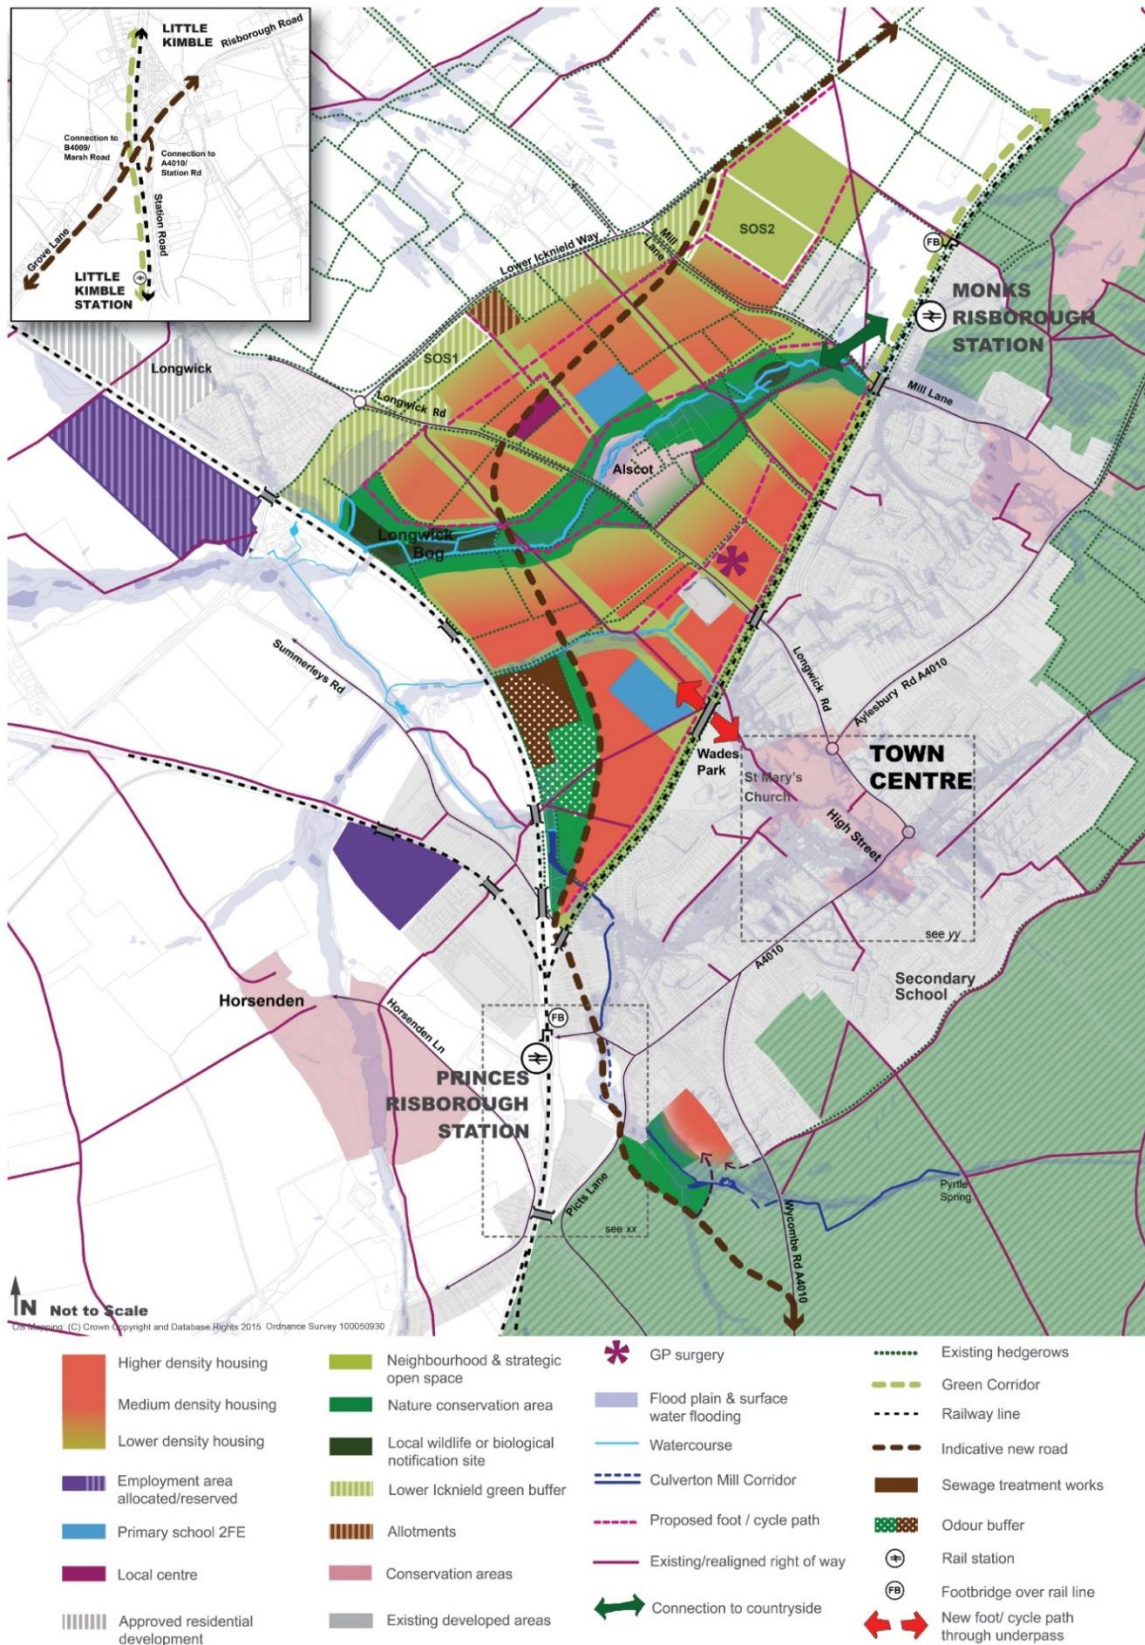 LITTLE
KIMBLE
Risborough Road
Connection to
B4009/
Marsh Road
Connection to
A4010/
Station Rd
Station Road
Grove Lane
LITTLE
KIMBLE
STATION
SOS2
Mill
Lane
Lower Icknield Way
FB
MONKS
RISBOROUGH
STATION
SOS1
Longwick
Longwick Rd
Mill Lane
Alscot
Longwick
Bog
Summerleys Rd
Longwick Rd
Aylesbury Rd A4010
Wades
Park
TOWN
CENTRE
St Mary's
Church
High Street
see yy
A4010
Secondary
School
Horsenden
Horsenden Ln
FB
PRINCES
RISBOROUGH
STATION
Picts Lane
see xx
Pyrtle
Spring
Wycombe Rd A4010
N Not to Scale
OS Mapping (C) Crown Copyright and Database Rights 2015 Ordnance Survey 100050930
Higher density housing
Medium density housing
Lower density housing
Employment area
allocated/reserved
Primary school 2FE
Local centre
Approved residential
development
Neighbourhood & strategic
open space
Nature conservation area
Local wildlife or biological
notification site
Lower Icknield green buffer
Allotments
Conservation areas
Existing developed areas
GP surgery
Flood plain & surface
water flooding
Watercourse
Culverton Mill Corridor
Proposed foot / cycle path
Existing/realigned right of way
Connection to countryside
Existing hedgerows
Green Corridor
Railway line
Indicative new road
Sewage treatment works
Odour buffer
Rail station
FB
Footbridge over rail line
New foot/ cycle path
through underpass